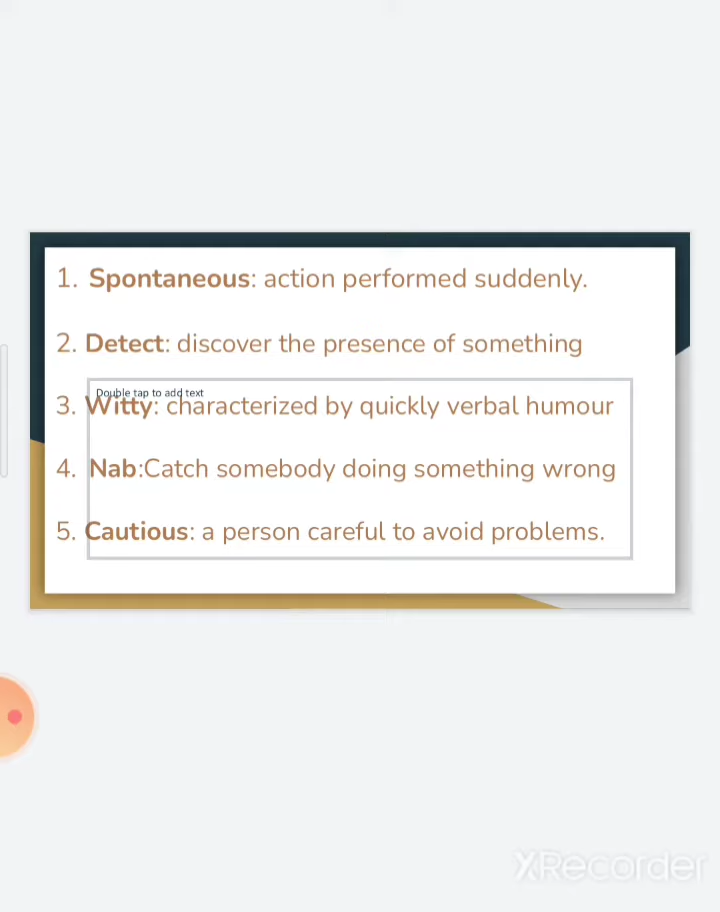 1. Spontaneous: action performed suddenly.
2. Detect: discover the presence of something
Double tap to add text
3. Witty: characterized by quickly verbal humour
4. Nab:Catch somebody doing something wrong
5. Cautious: a person careful to avoid problems.
XRecorder